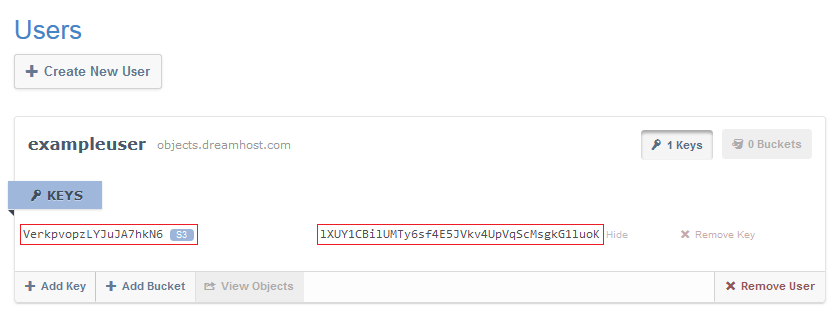 Users
Create New User
exampleuser objects.dreamhost.com 1 Keys 0 Buckets
KEYS
VerkpvopzLYJuJA7hkN6 S3 lXUY1CBilUMTy6sf4E5JVkv4UpVqScMsgkG1luoK Hide Remove Key
Add Key Add Bucket View Objects Remove User